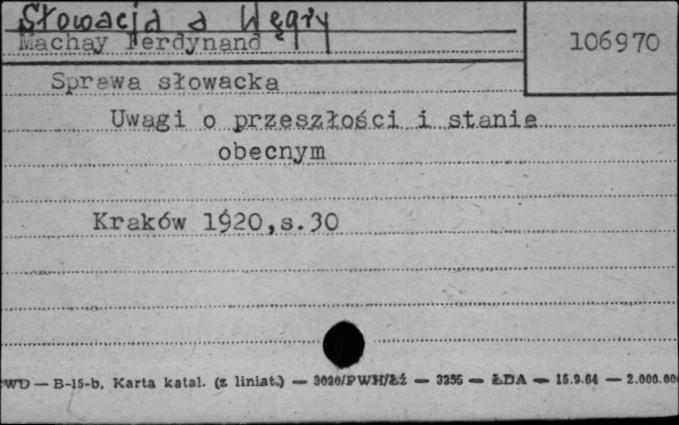 Słowacja a Węgry
Machay Ferdynand
106970
Sprawa słowacka
Uwagi o przeszłości i stanie
obecnym
Kraków 1920,s.30
WD — B-15-b, Karta katal. (z liniat.) — 3020/PWH/Łź — 3256 — ŁDA — 15.9.64 — 2.000.00